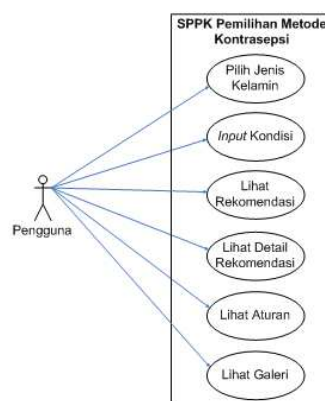 SPPK Pemilihan Metode
Kontrasepsi
Pilih Jenis
Kelamin
Input Kondisi
Lihat
Rekomendasi
Pengguna
Lihat Detail
Rekomendasi
Lihat Aturan
Lihat Galeri